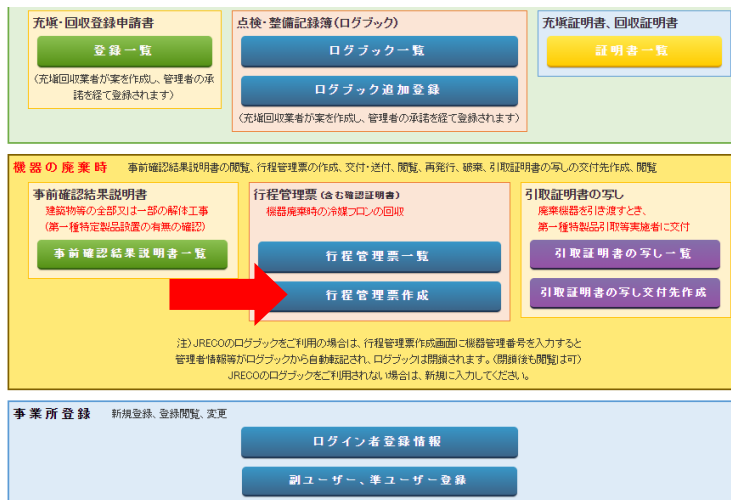 充塡・回収登録申請書
登録一覧
(充塡回収業者が案を作成し、管理者の承
諾を経て登録されます)
点検・整備記録簿(ログブック)
ログブック一覧
ログブック追加登録
(充塡回収業者が案を作成し、管理者の承諾を経て登録されます)
充塡証明書、回収証明書
証明書一覧
機器の廃棄時 事前確認結果説明書の閲覧、行程管理票の作成、交付・送付、閲覧、再発行、破棄、引取証明書の写しの交付先作成、閲覧
事前確認結果説明書
建築物等の全部又は一部の解体工事
(第一種特定製品設置の有無の確認)
事前確認結果説明書一覧
行程管理票(含む確認証明書)
機器廃棄時の冷媒フロンの回収
行程管理票一覧
行程管理票作成
引取証明書の写し
廃棄機器を引き渡すとき、
第一種特製品引取等実施者に交付
引取証明書の写し一覧
引取証明書の写し交付先作成
注)JRECOのログブックをご利用の場合は、行程管理票作成画面に機器管理番号を入力すると
管理者情報等がログブックから自動転記され、ログブックは閉鎖されます。(閉鎖後も閲覧は可)
JRECOのログブックをご利用されない場合は、新規に入力してください。
事業所登録 新規登録、登録閲覧、変更
ログイン者登録情報
副ユーザー、準ユーザー登録